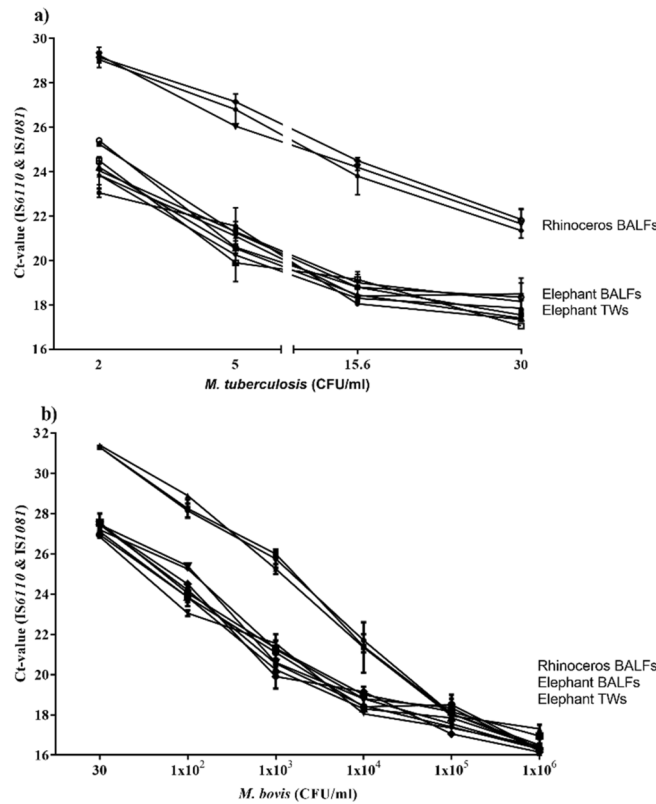 a)
30
28
26
24
22
20
18
16
Ct-value (IS6110 & IS1081)
2
5
15.6
30
M. tuberculosis (CFU/ml)
Rhinoceros BALFs
Elephant BALFs
Elephant TWs
b)
32
30
28
26
24
22
20
18
16
Ct-value (IS6110 & IS1081)
30
1x10²
1x10³
1x10⁴
1x10⁵
1x10⁶
M. bovis (CFU/ml)
Rhinoceros BALFs
Elephant BALFs
Elephant TWs